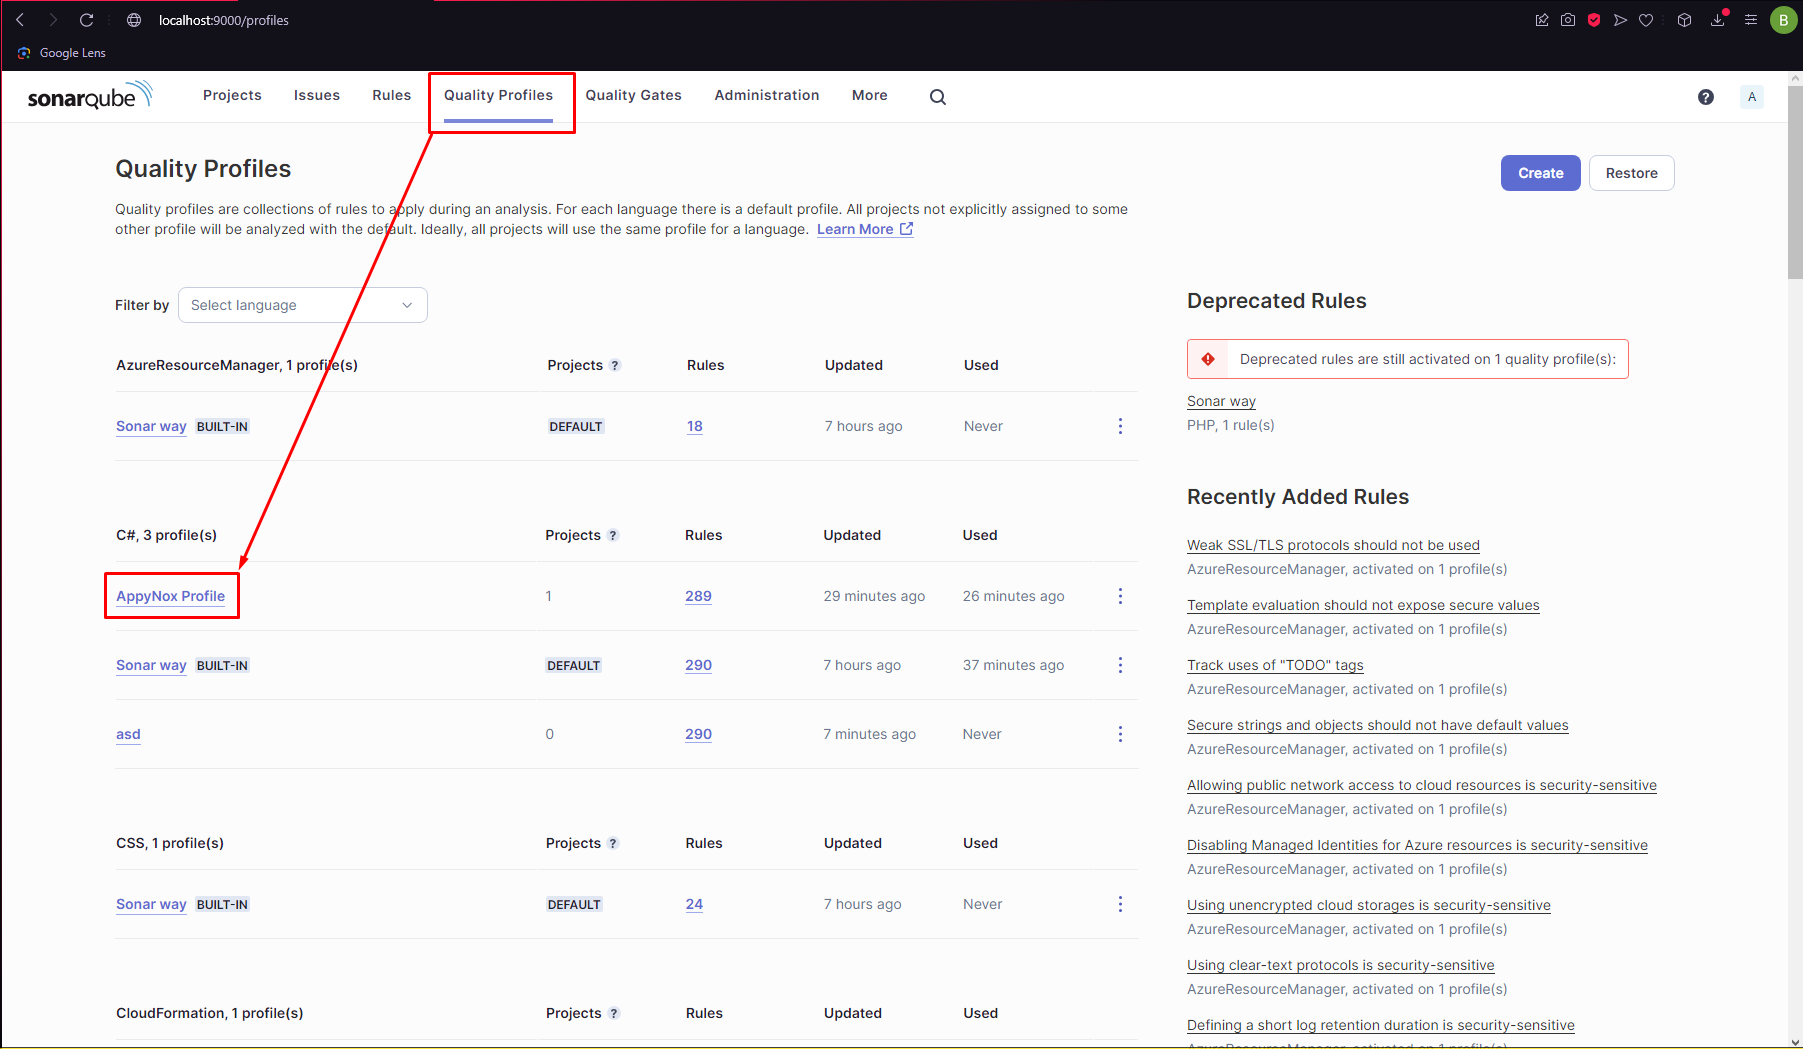 localhost:9000/profiles
B
Google Lens
sonarqube
Projects
Issues
Rules
Quality Profiles
Quality Gates
Administration
More
?
A
Quality Profiles
Create
Restore
Quality profiles are collections of rules to apply during an analysis. For each language there is a default profile. All projects not explicitly assigned to some
other profile will be analyzed with the default. Ideally, all projects will use the same profile for a language. Learn More
Filter by
Select language
AzureResourceManager, 1 profile(s)
Projects ?
Rules
Updated
Used
Sonar way BUILT-IN
DEFAULT
18
7 hours ago
Never
C#, 3 profile(s)
Projects ?
Rules
Updated
Used
AppyNox Profile
1
289
29 minutes ago
26 minutes ago
Sonar way BUILT-IN
DEFAULT
290
7 hours ago
37 minutes ago
asd
0
290
7 minutes ago
Never
CSS, 1 profile(s)
Projects ?
Rules
Updated
Used
Sonar way BUILT-IN
DEFAULT
24
7 hours ago
Never
CloudFormation, 1 profile(s)
Projects ?
Rules
Updated
Used
Deprecated Rules
Deprecated rules are still activated on 1 quality profile(s):
Sonar way
PHP, 1 rule(s)
Recently Added Rules
Weak SSL/TLS protocols should not be used
AzureResourceManager, activated on 1 profile(s)
Template evaluation should not expose secure values
AzureResourceManager, activated on 1 profile(s)
Track uses of "TODO" tags
AzureResourceManager, activated on 1 profile(s)
Secure strings and objects should not have default values
AzureResourceManager, activated on 1 profile(s)
Allowing public network access to cloud resources is security-sensitive
AzureResourceManager, activated on 1 profile(s)
Disabling Managed Identities for Azure resources is security-sensitive
AzureResourceManager, activated on 1 profile(s)
Using unencrypted cloud storages is security-sensitive
AzureResourceManager, activated on 1 profile(s)
Using clear-text protocols is security-sensitive
AzureResourceManager, activated on 1 profile(s)
Defining a short log retention duration is security-sensitive